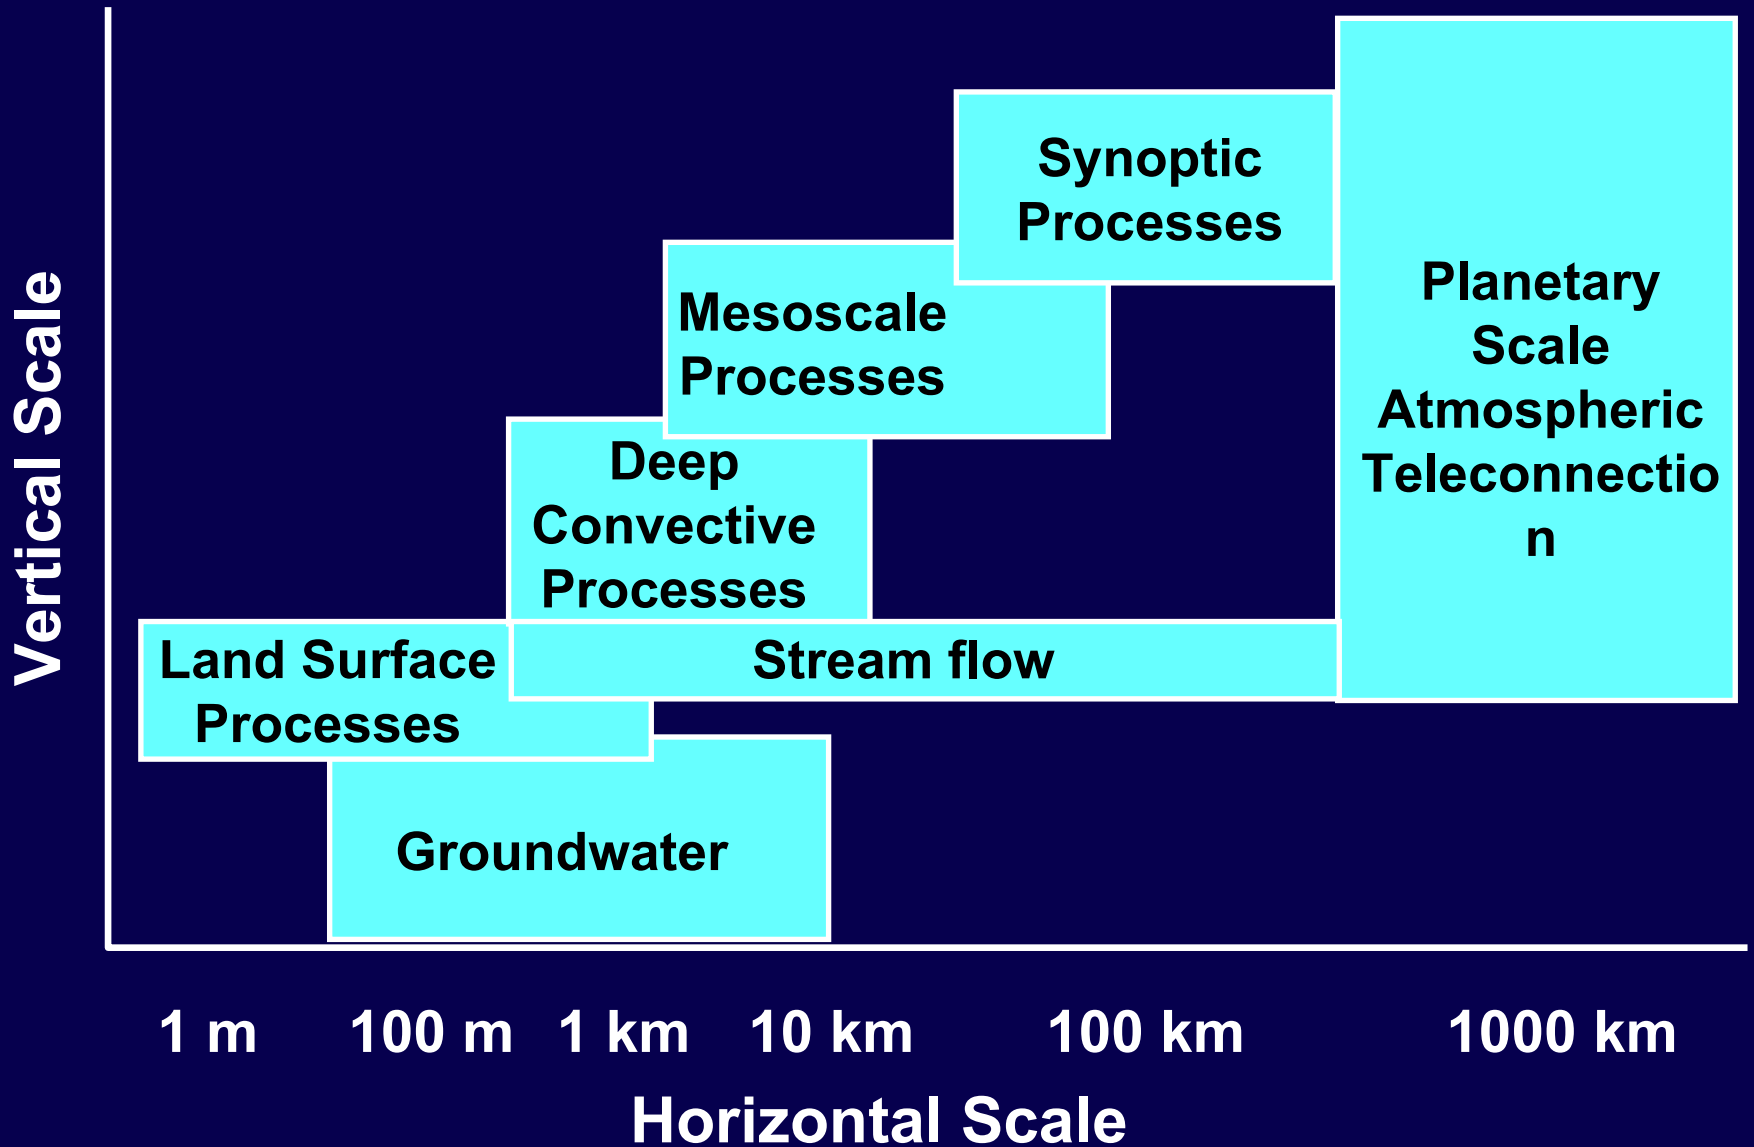 Vertical Scale
Synoptic
Processes
Mesoscale
Processes
Planetary
Scale
Atmospheric
Teleconnectio
n
Deep
Convective
Processes
Land Surface
Processes
Stream flow
Groundwater
1 m 100 m 1 km 10 km 100 km 1000 km
Horizontal Scale